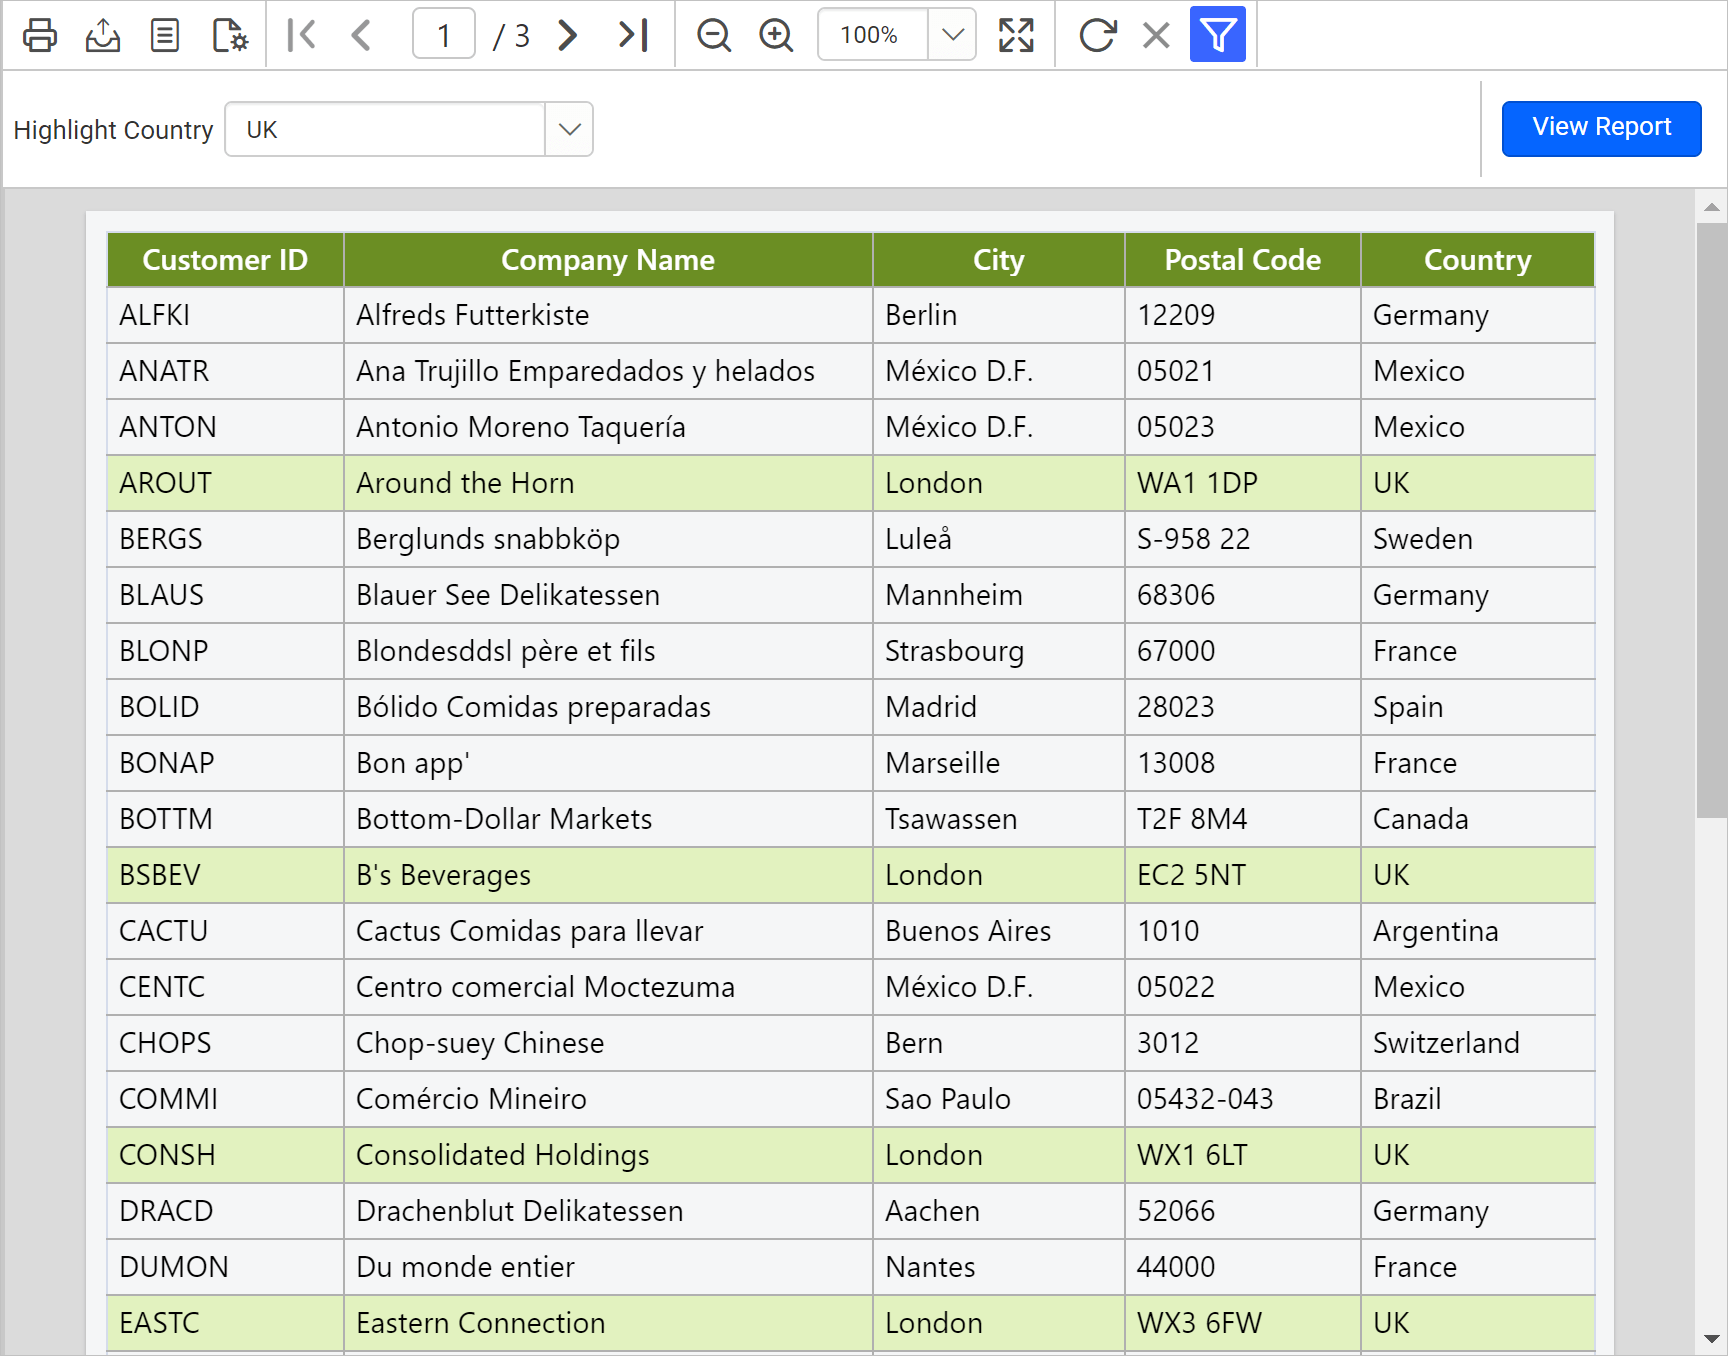 1 / 3 100%
Highlight Country UK View Report
Customer ID Company Name City Postal Code Country
ALFKI Alfreds Futterkiste Berlin 12209 Germany
ANATR Ana Trujillo Emparedados y helados México D.F. 05021 Mexico
ANTON Antonio Moreno Taquería México D.F. 05023 Mexico
AROUT Around the Horn London WA1 1DP UK
BERGS Berglunds snabbköp Luleå S-958 22 Sweden
BLAUS Blauer See Delikatessen Mannheim 68306 Germany
BLONP Blondesddsl père et fils Strasbourg 67000 France
BOLID Bólido Comidas preparadas Madrid 28023 Spain
BONAP Bon app' Marseille 13008 France
BOTTM Bottom-Dollar Markets Tsawassen T2F 8M4 Canada
BSBEV B's Beverages London EC2 5NT UK
CACTU Cactus Comidas para llevar Buenos Aires 1010 Argentina
CENTC Centro comercial Moctezuma México D.F. 05022 Mexico
CHOPS Chop-suey Chinese Bern 3012 Switzerland
COMMI Comércio Mineiro Sao Paulo 05432-043 Brazil
CONSH Consolidated Holdings London WX1 6LT UK
DRACD Drachenblut Delikatessen Aachen 52066 Germany
DUMON Du monde entier Nantes 44000 France
EASTC Eastern Connection London WX3 6FW UK